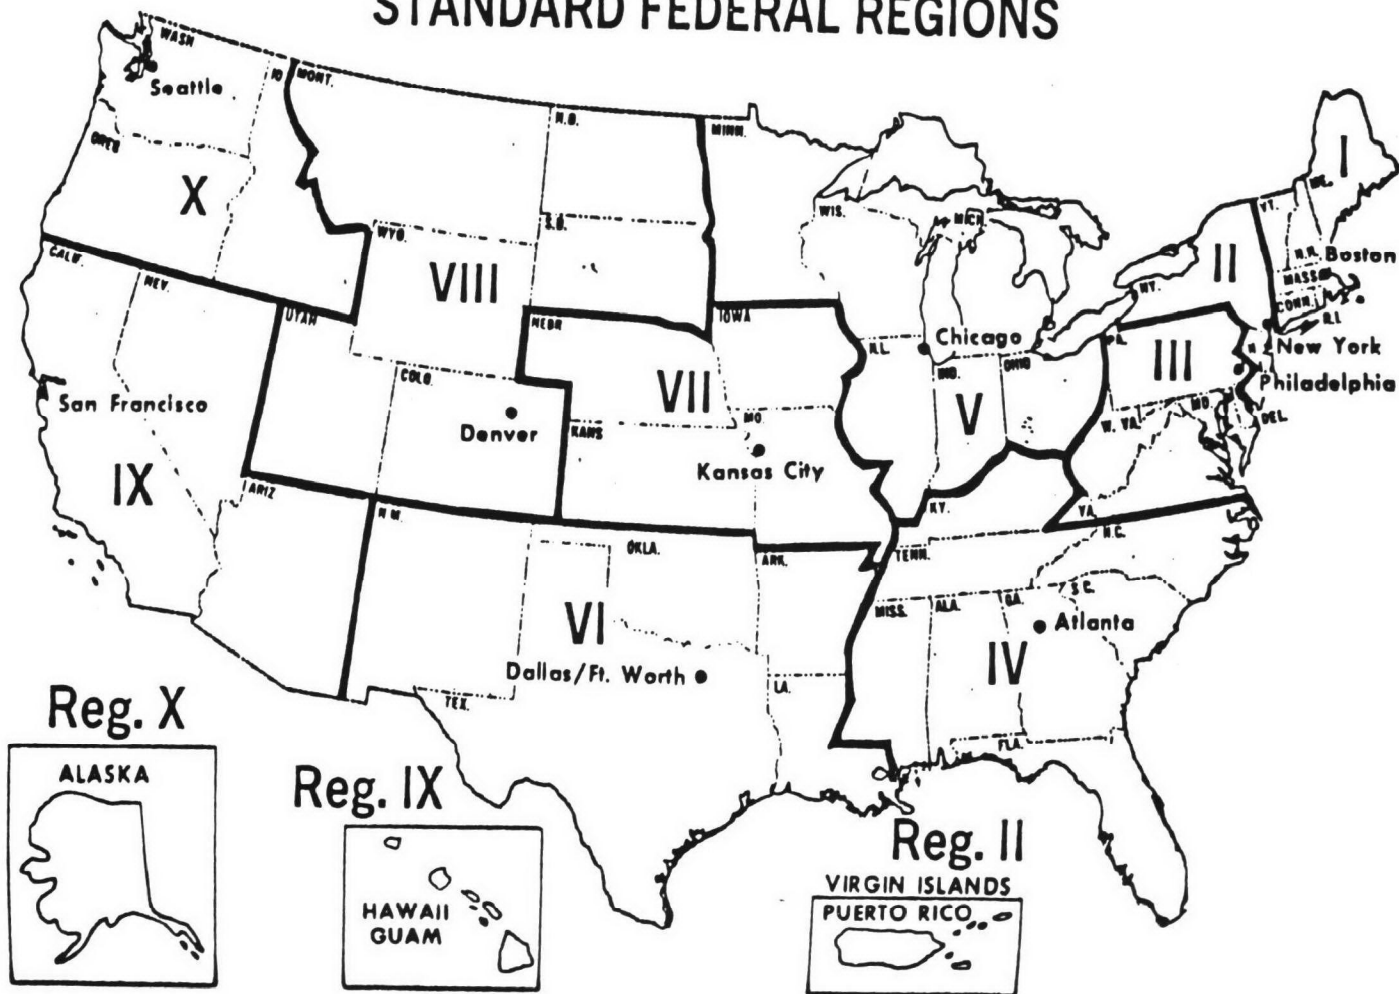 STANDARD FEDERAL REGIONS
WASH
Seattle
ID
MONT.
N.D.
MINN.
I
ME.
OREG
X
WIS.
MICH.
VT.
S.D.
WYO.
II
N.H.
Boston
CALIF.
VIII
MASS
NEV.
N.Y.
CONN.
R.I.
UTAH
NEBR
IOWA
ILL.
Chicago
PA.
III
N J
New York
COLO.
VII
IND.
OHIO
Philadelphia
San Francisco
V
MD.
Denver
KANS
MO.
W. VA.
DEL.
Kansas City
IX
ARIZ
N.M.
KY.
VA.
N.C.
OKLA.
ARK.
TENN.
VI
MISS.
ALA.
GA.
S.C.
Atlanta
Dallas/Ft. Worth
IV
LA.
TEX.
FLA.
Reg. X
ALASKA
Reg. IX
HAWAII
GUAM
Reg. II
VIRGIN ISLANDS
PUERTO RICO